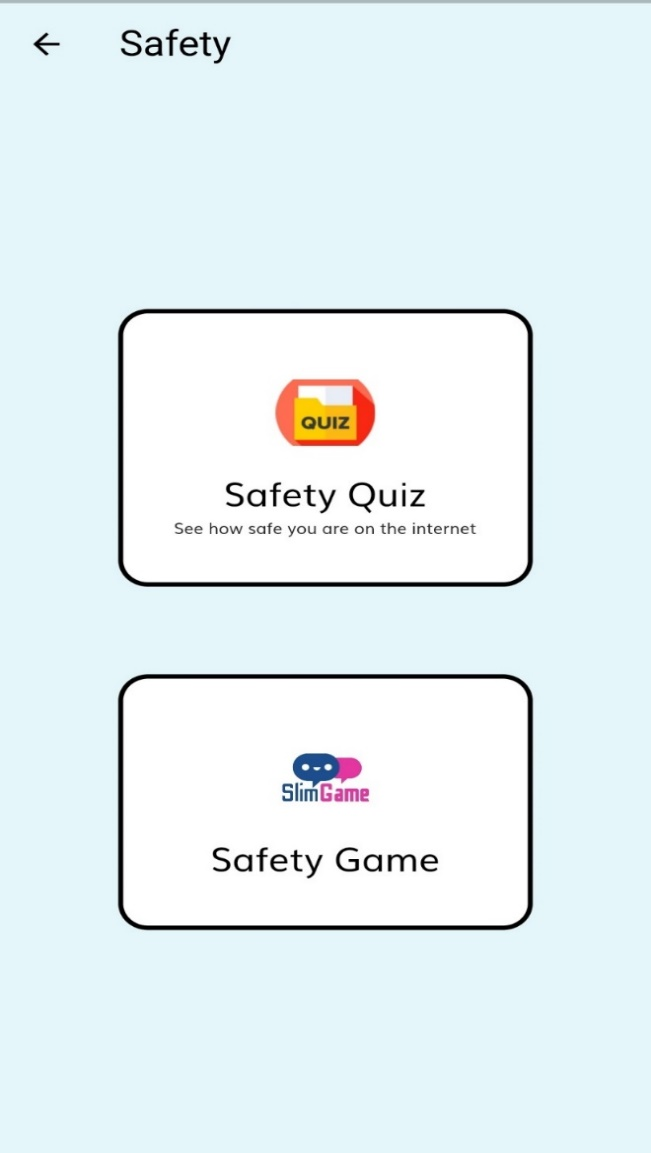 Safety
QUIZ
Safety Quiz
See how safe you are on the internet
SlimGame
Safety Game